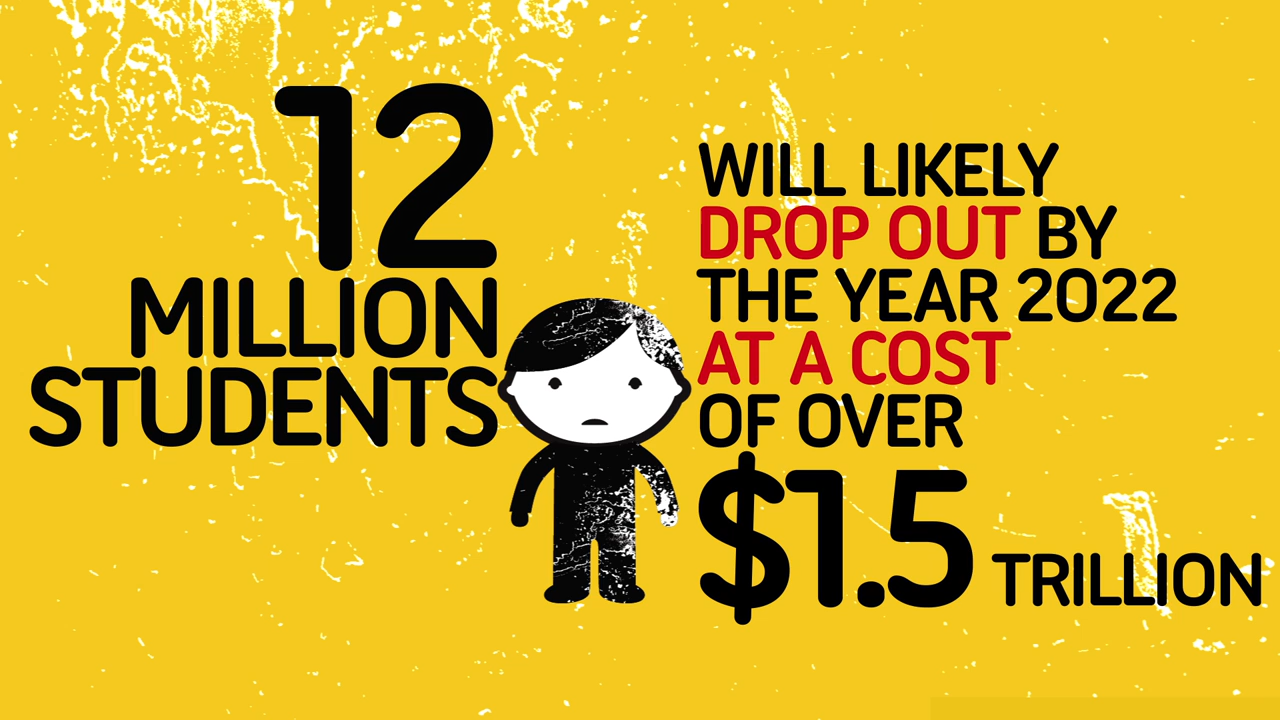 12
MILLION
STUDENTS
WILL LIKELY
DROP OUT BY
THE YEAR 2022
AT A COST
OF OVER
$1.5 TRILLION